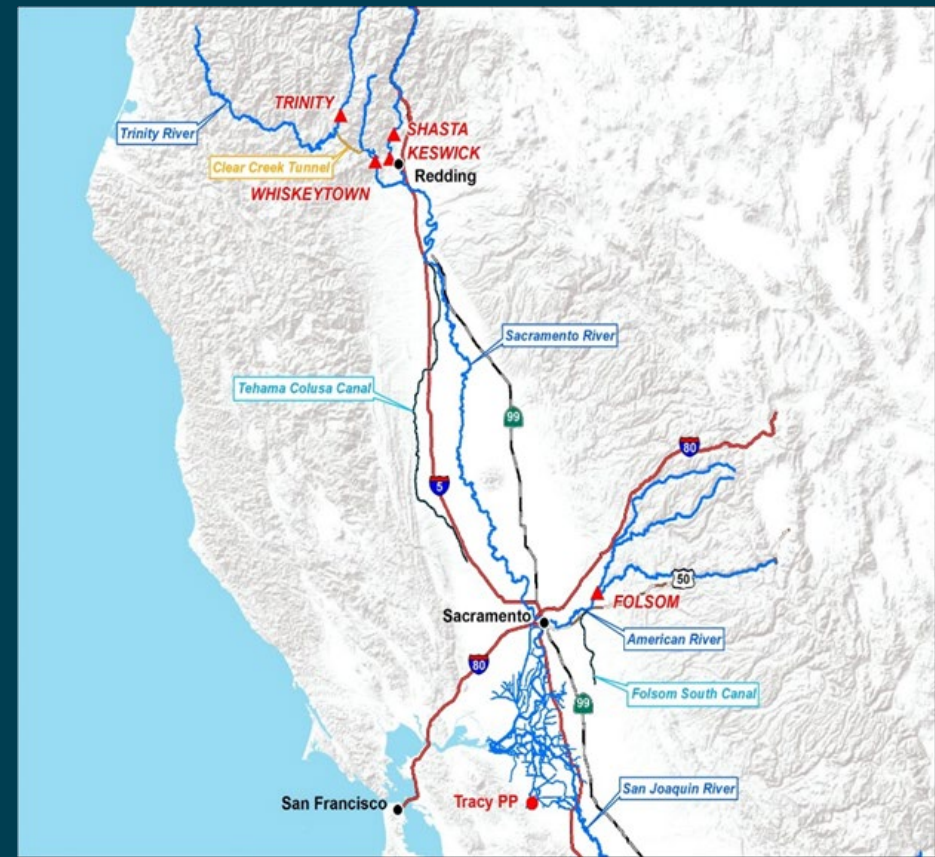 TRINITY
SHASTA
Trinity River
KESWICK
Clear Creek Tunnel
Redding
WHISKEYTOWN
Sacramento River
Tehama Colusa Canal
99
80
5
50
FOLSOM
Sacramento
American River
80
Folsom South Canal
99
San Joaquin River
San Francisco
Tracy PP